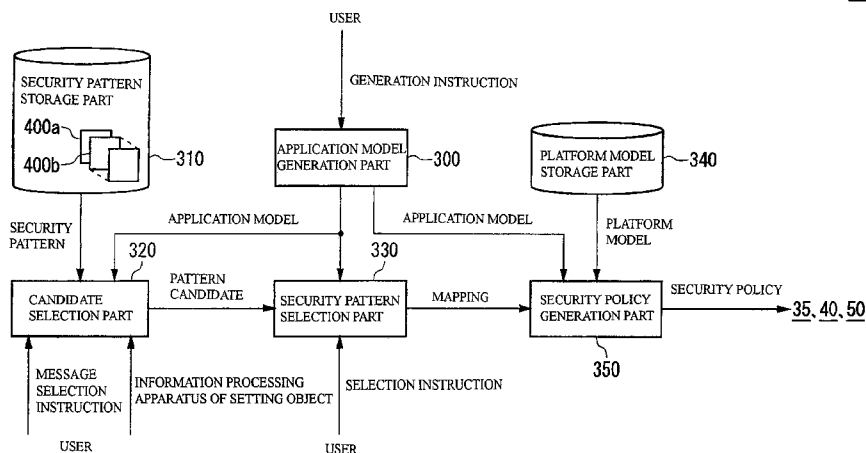 USER
GENERATION INSTRUCTION
SECURITY PATTERN
STORAGE PART
400a
400b
310
APPLICATION MODEL
GENERATION PART
300
PLATFORM MODEL
STORAGE PART
340
SECURITY
PATTERN
APPLICATION MODEL
APPLICATION MODEL
PLATFORM
MODEL
320
CANDIDATE
SELECTION PART
PATTERN
CANDIDATE
330
SECURITY PATTERN
SELECTION PART
MAPPING
SECURITY POLICY
GENERATION PART
350
SECURITY POLICY
35、40、50
MESSAGE
SELECTION
INSTRUCTION
INFORMATION PROCESSING
APPARATUS OF SETTING OBJECT
SELECTION INSTRUCTION
USER
USER